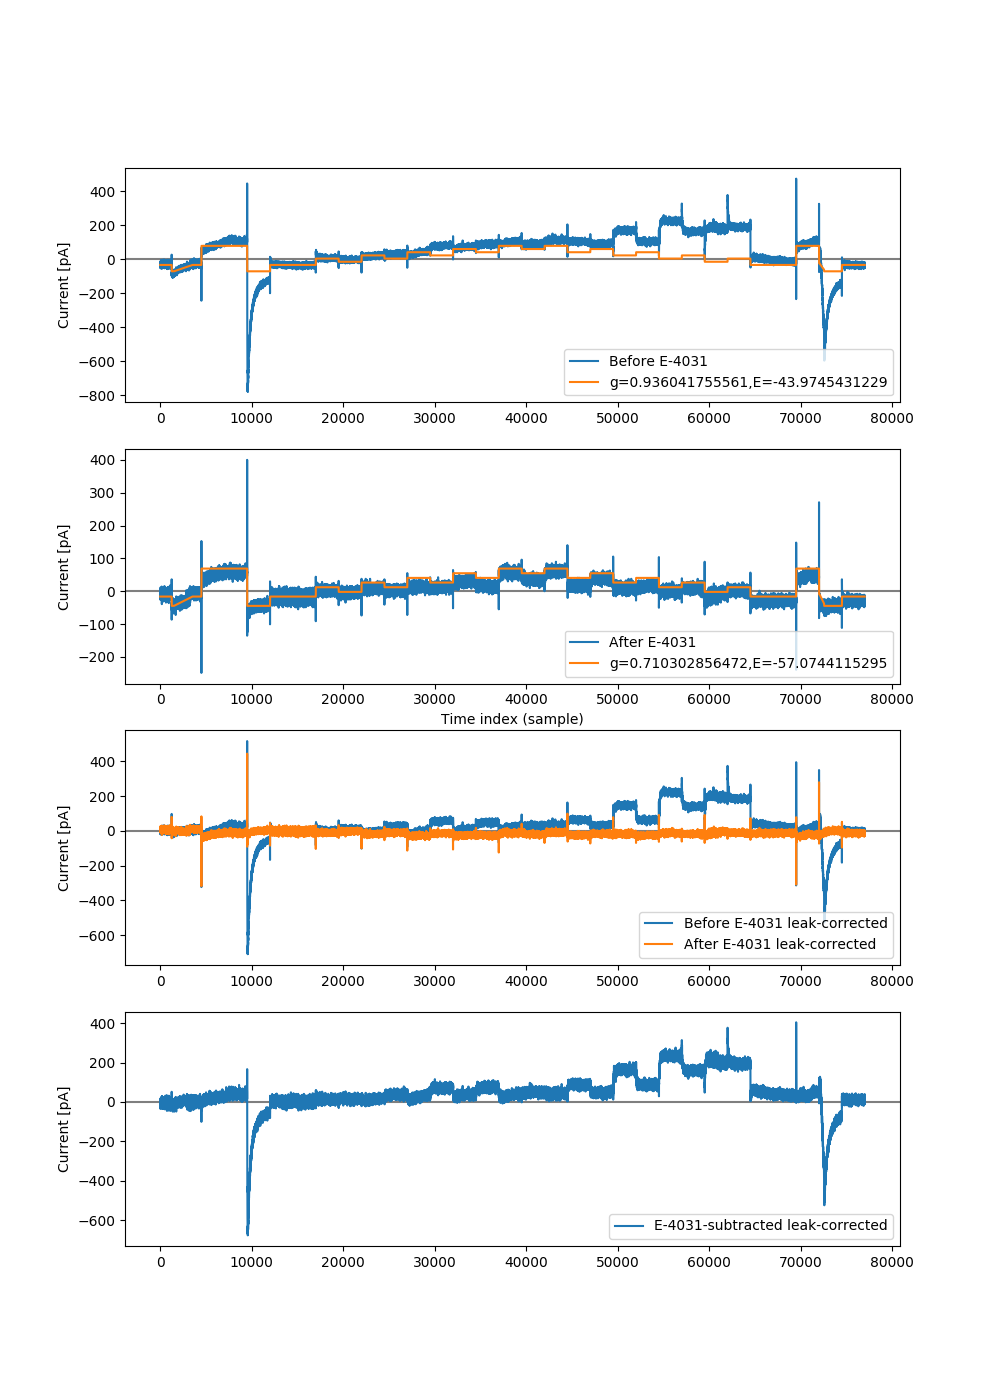 400
200
0
−200
−400
−600
−800
Current [pA]
Before E-4031
g=0.936041755561,E=-43.9745431229
0 10000 20000 30000 40000 50000 60000 70000 80000
400
300
200
100
0
−100
−200
Current [pA]
After E-4031
g=0.710302856472,E=-57.0744115295
0 10000 20000 30000 40000 50000 60000 70000 80000
Time index (sample)
400
200
0
−200
−400
−600
Current [pA]
Before E-4031 leak-corrected
After E-4031 leak-corrected
0 10000 20000 30000 40000 50000 60000 70000 80000
400
200
0
−200
−400
−600
Current [pA]
E-4031-subtracted leak-corrected
0 10000 20000 30000 40000 50000 60000 70000 80000